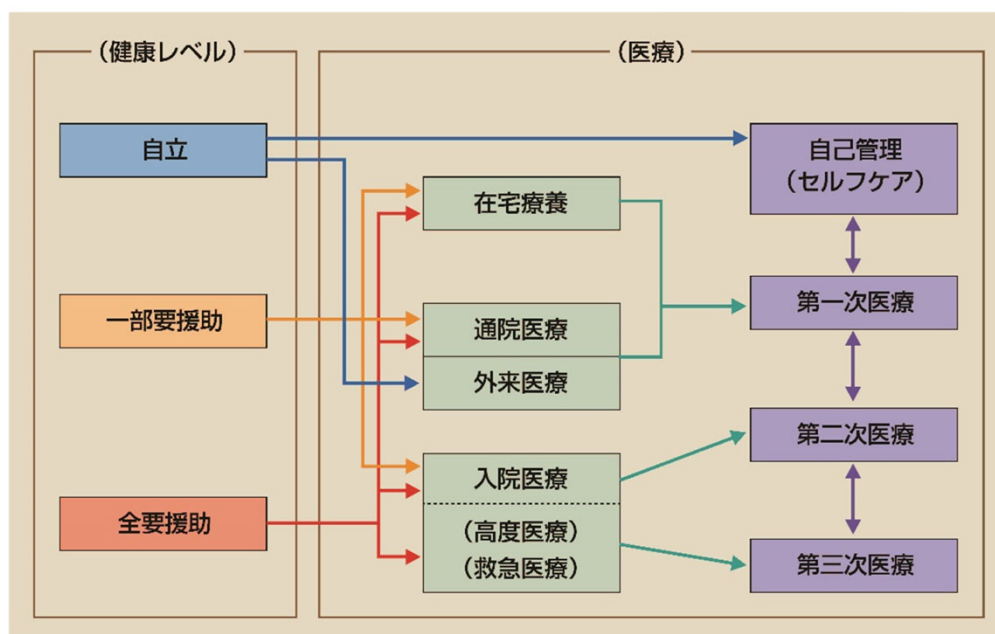 (健康レベル)
(医療)
自立
一部要援助
全要援助
在宅療養
通院医療
外来医療
入院医療
(高度医療)
(救急医療)
自己管理
(セルフケア)
第一次医療
第二次医療
第三次医療